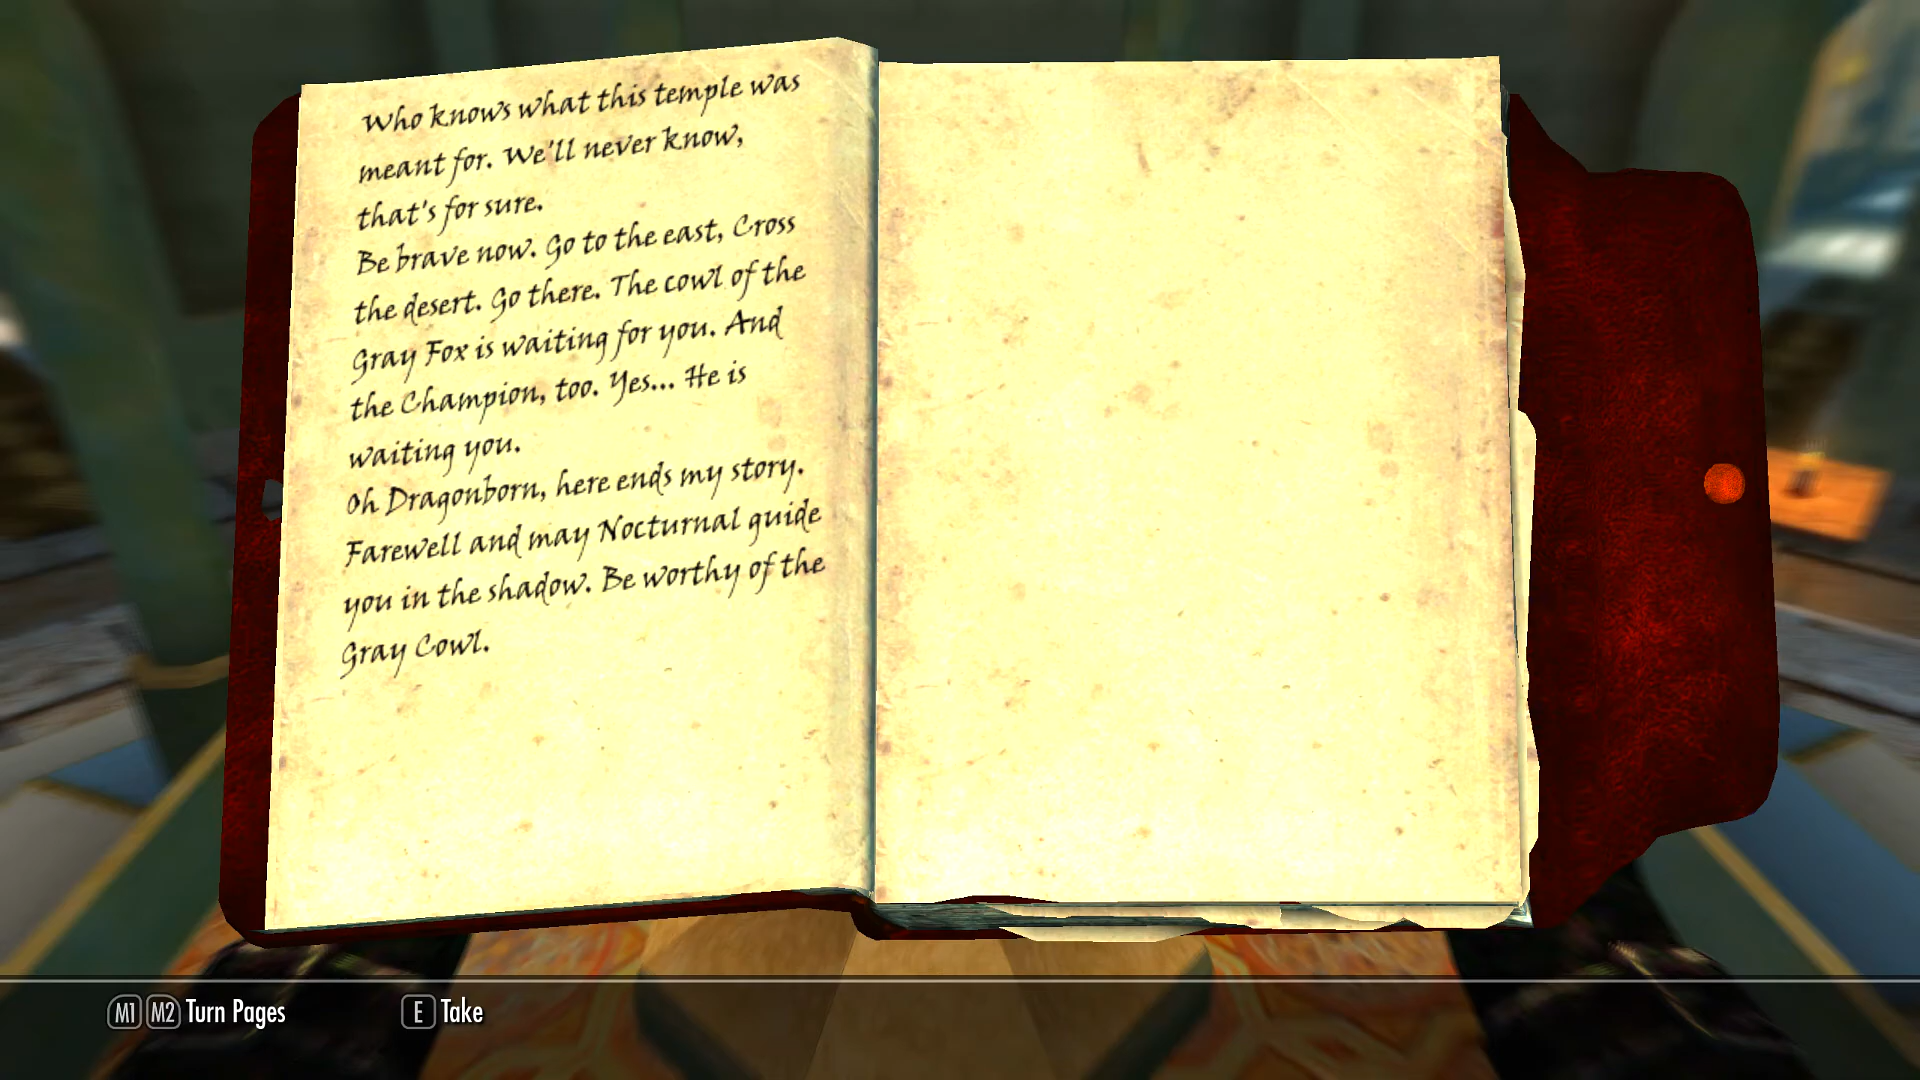 Who knows what this temple was
meant for. We'll never know,
that's for sure.
Be brave now. Go to the east, Cross
the desert. Go there. The cowl of the
Gray Fox is waiting for you. And
the Champion, too. Yes... He is
waiting you.
Oh Dragonborn, here ends my story.
Farewell and may Nocturnal guide
you in the shadow. Be worthy of the
Gray Cowl.
M1 M2 Turn Pages E Take